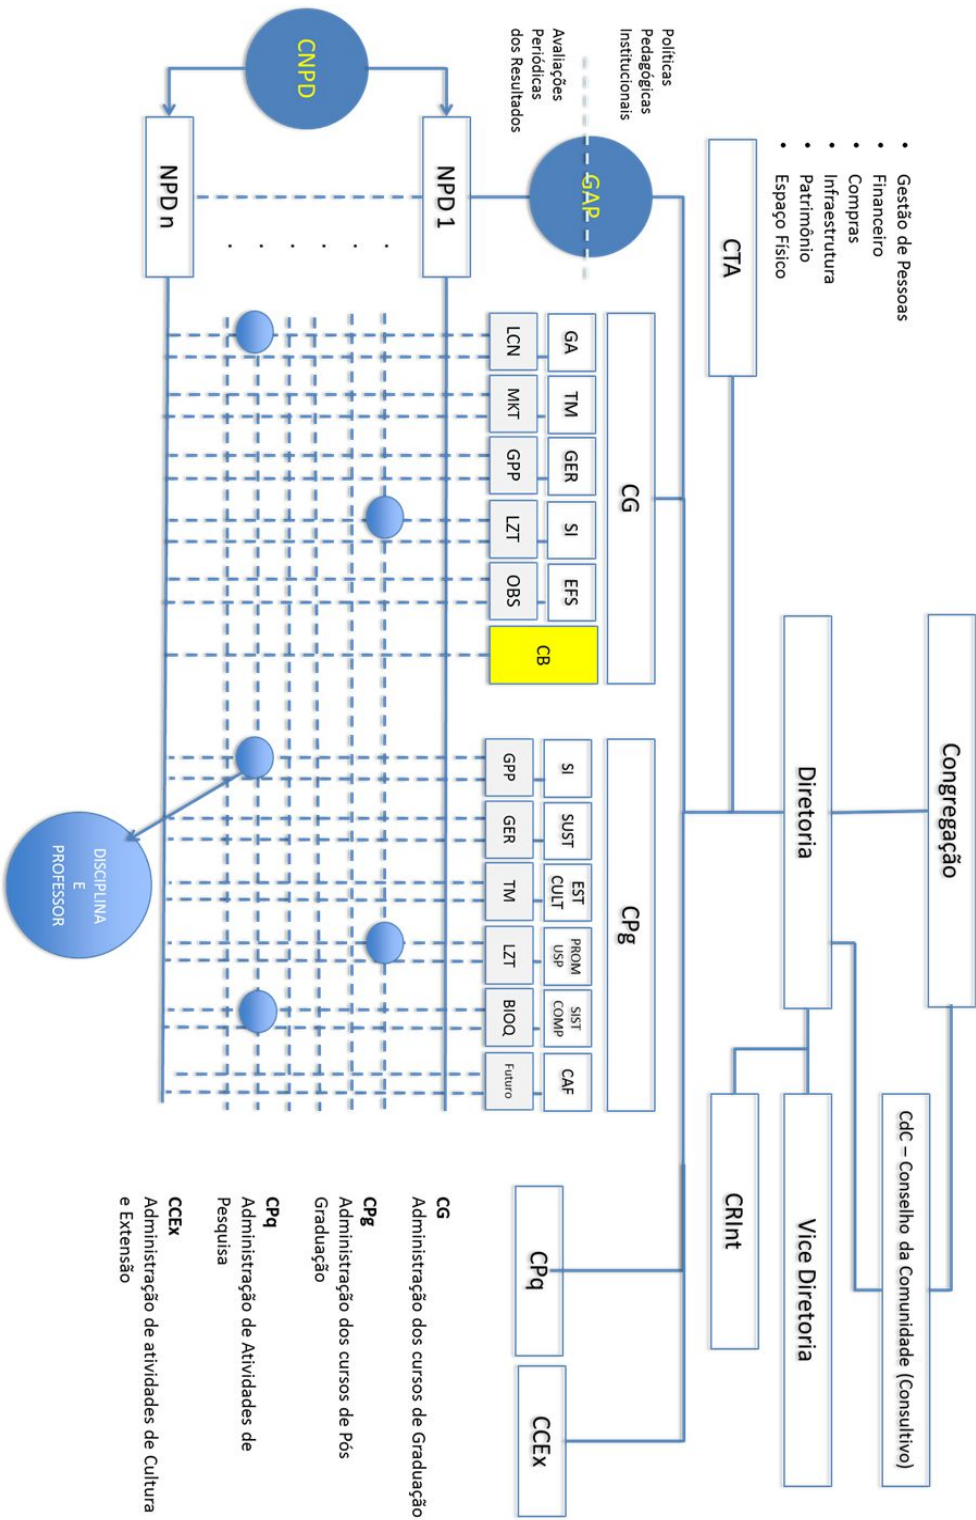 Congregação
CdC – Conselho da Comunidade (Consultivo)
• Gestão de Pessoas
• Financeiro
• Compras
• Infraestrutura
• Patrimônio
• Espaço Físico
Diretoria
Vice Diretoria
CTA
CRInt
Políticas
Pedagógicas
Institucionais
GAP
Avaliações
Periódicas
dos Resultados
CG
GA
TM
GER
SI
EFS
LCN
MKT
GPP
LZT
OBS
CB
CPg
SI
SUST
EST
CULT
PROM
USP
SIST
COMP
CAF
GPP
GER
TM
LZT
BIOQ
Futuro
CPq
CCEx
CNPD
NPD 1
NPD n
DISCIPLINA
E
PROFESSOR
CG
Administração dos cursos de Graduação
CPg
Administração dos cursos de Pós
Graduação
CPq
Administração de Atividades de
Pesquisa
CCEx
Administração de atividades de Cultura
e Extensão